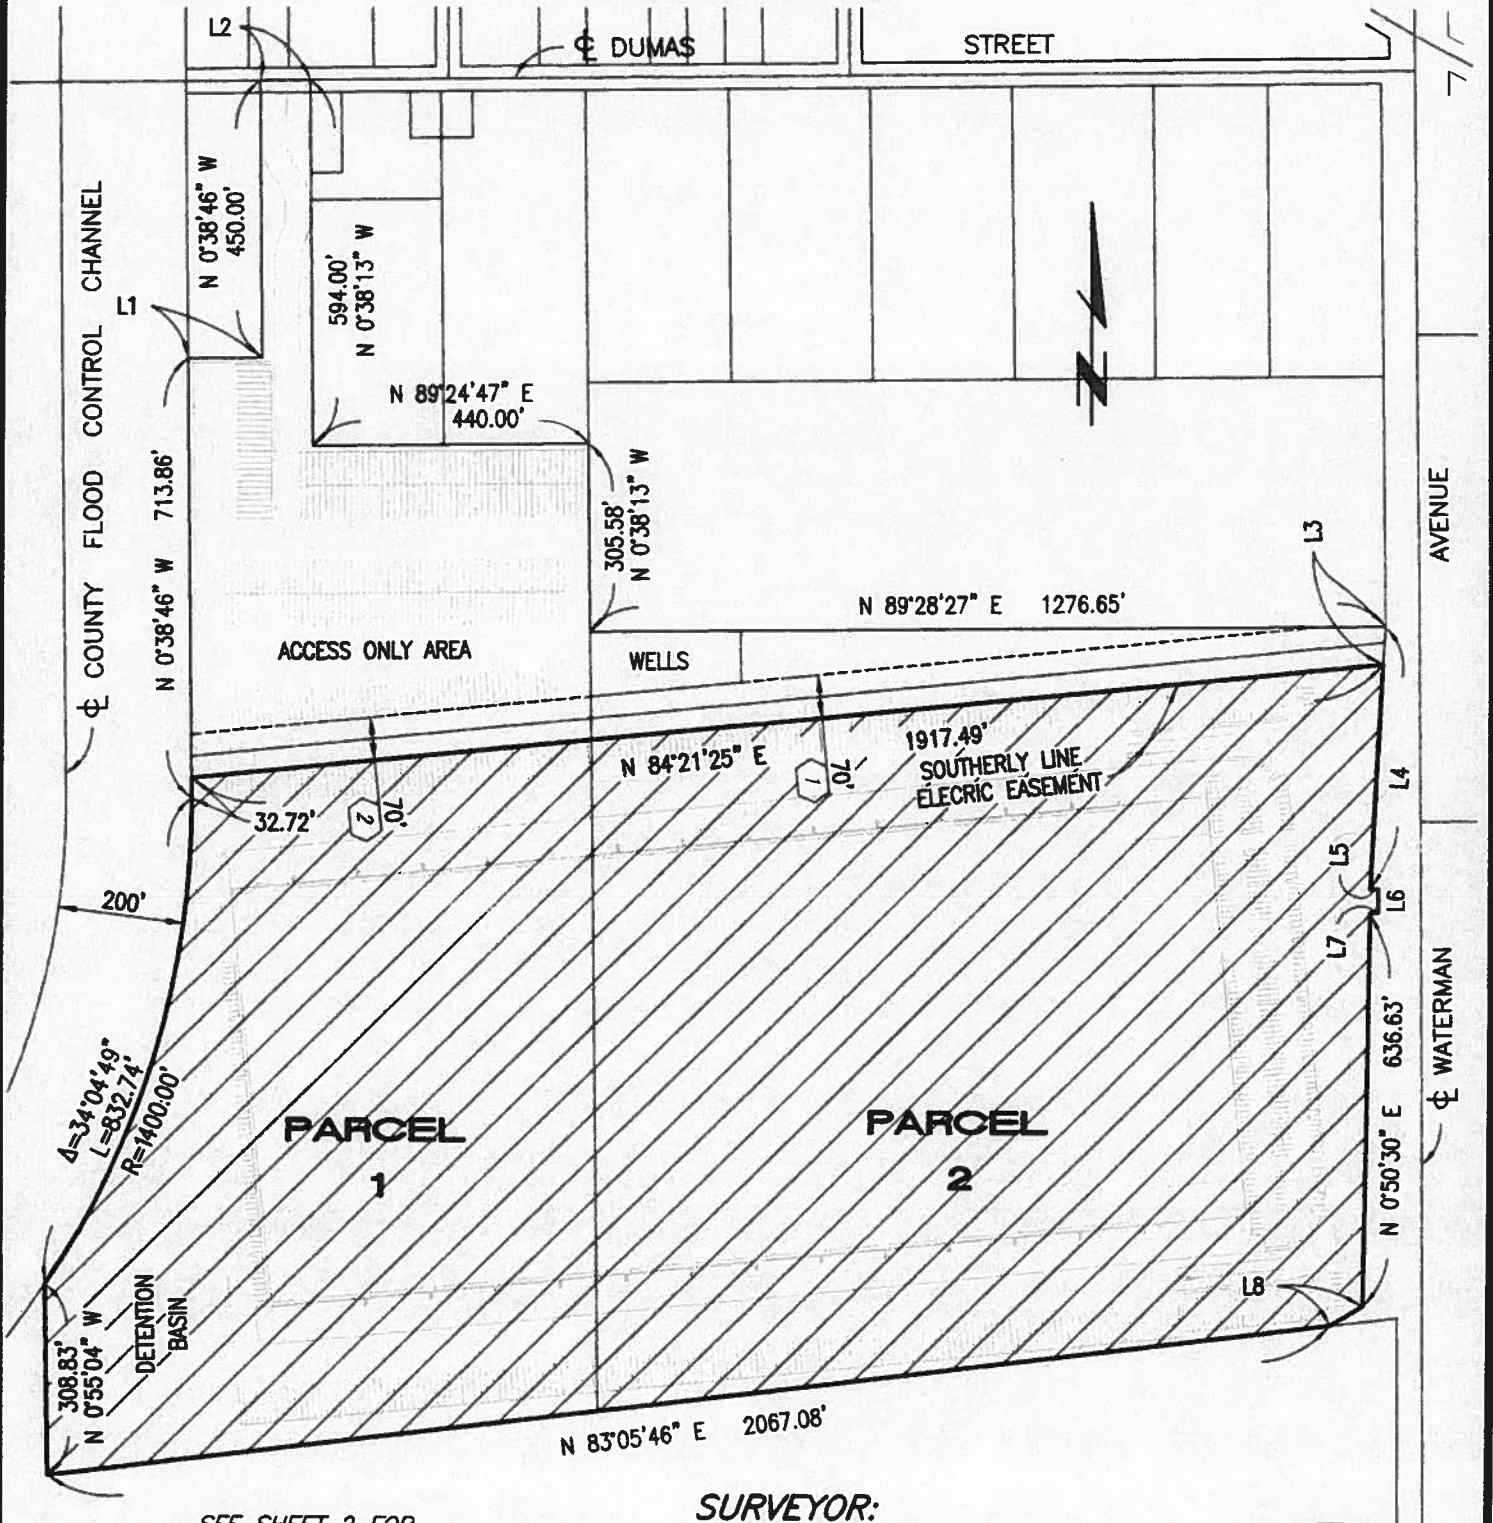 L2
℄ DUMAS STREET
N 0°38'46" W
450.00'
℄ COUNTY FLOOD CONTROL CHANNEL
L1
594.00'
N 0°38'13" W
N 89°24'47" E
440.00'
N
N 0°38'46" W 713.86'
305.58'
N 0°38'13" W
L3
AVENUE
N 89°28'27" E 1276.65'
ACCESS ONLY AREA
WELLS
1917.49'
N 84°21'25" E
SOUTHERLY LINE
ELECRIC EASEMENT
1
70'
2
70'
32.72'
L4
L5
L6
L7
200'
℄ WATERMAN
N 0°50'30" E 636.63'
Δ=34°04'49"
L=832.74'
R=1400.00'
PARCEL
1
PARCEL
2
L8
DETENTION
BASIN
308.83'
N 0°55'04" W
N 83°05'46" E 2067.08'
SURVEYOR:
SEE SHEET 2 FOR